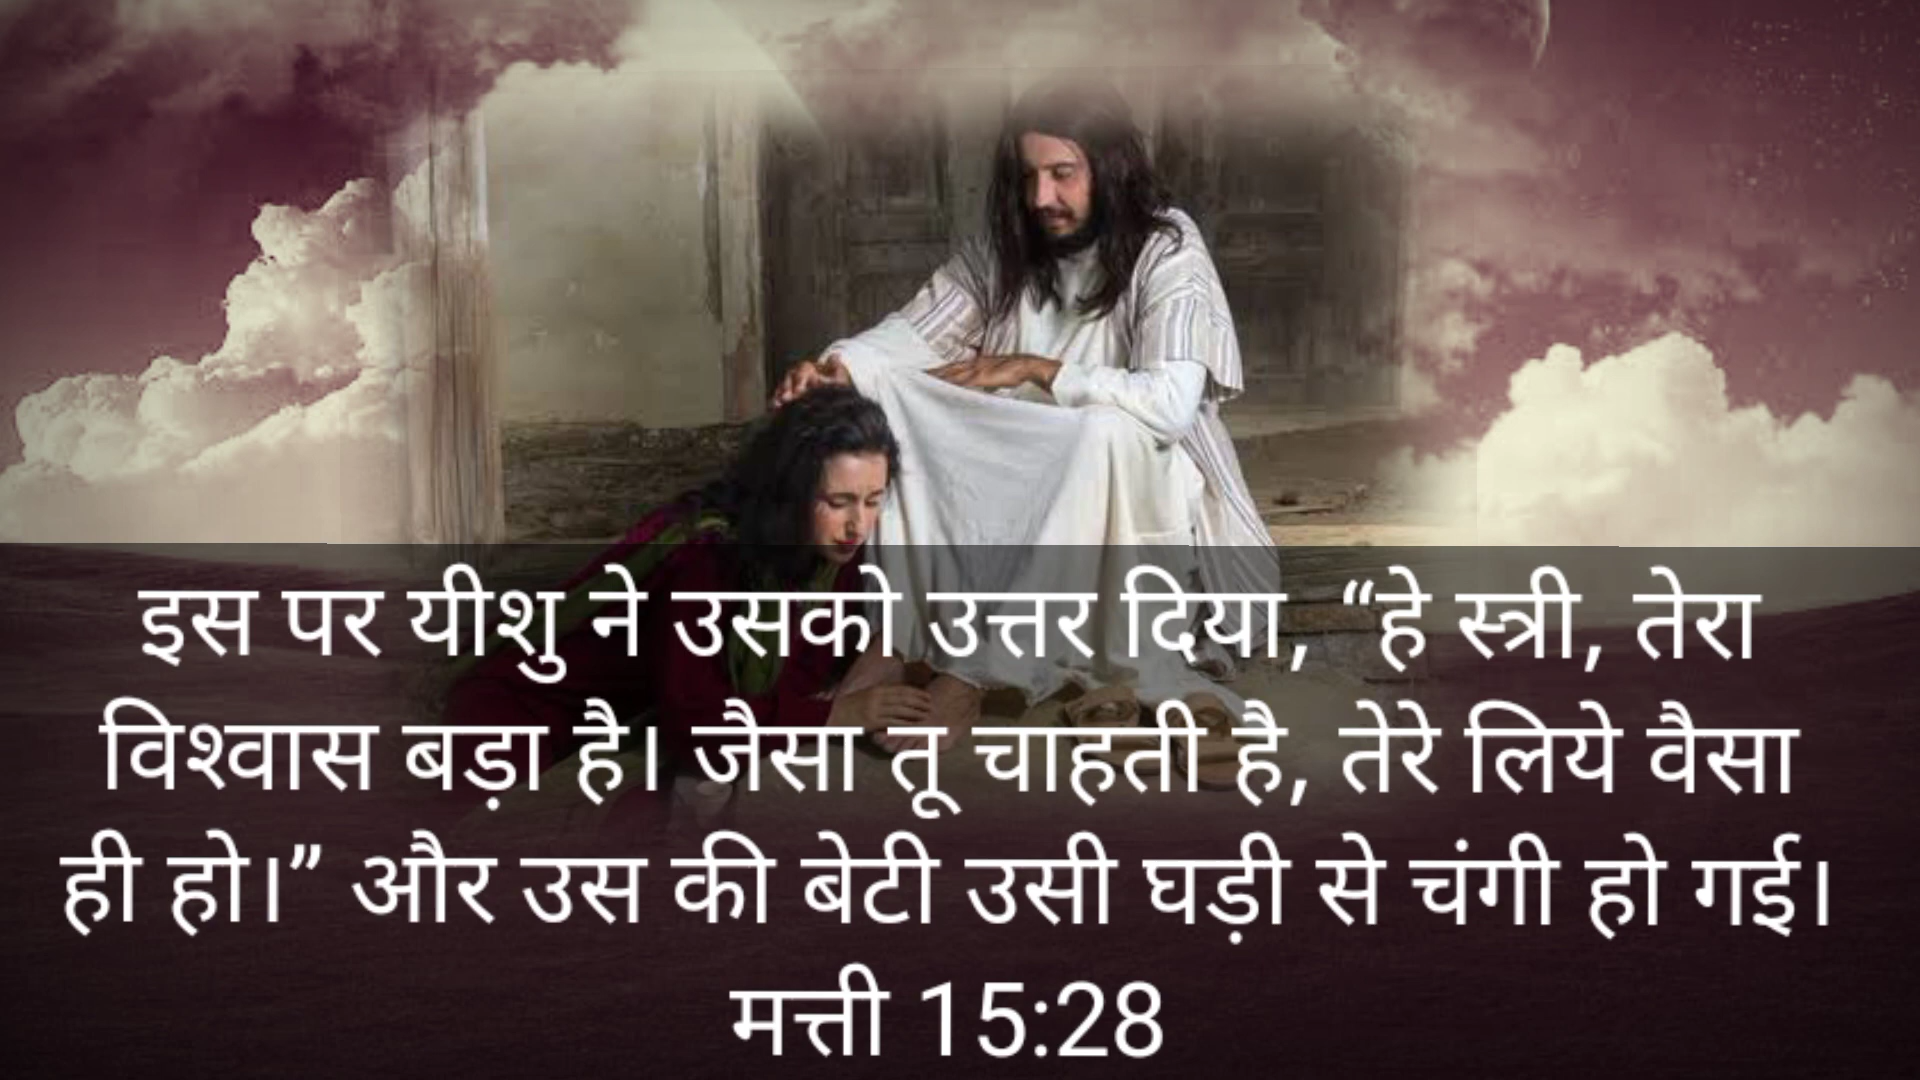 इस पर यीशु ने उसको उत्तर दिया, “हे स्त्री, तेरा
विश्वास बड़ा है। जैसा तू चाहती है, तेरे लिये वैसा
ही हो।” और उस की बेटी उसी घड़ी से चंगी हो गई।
मत्ती 15:28